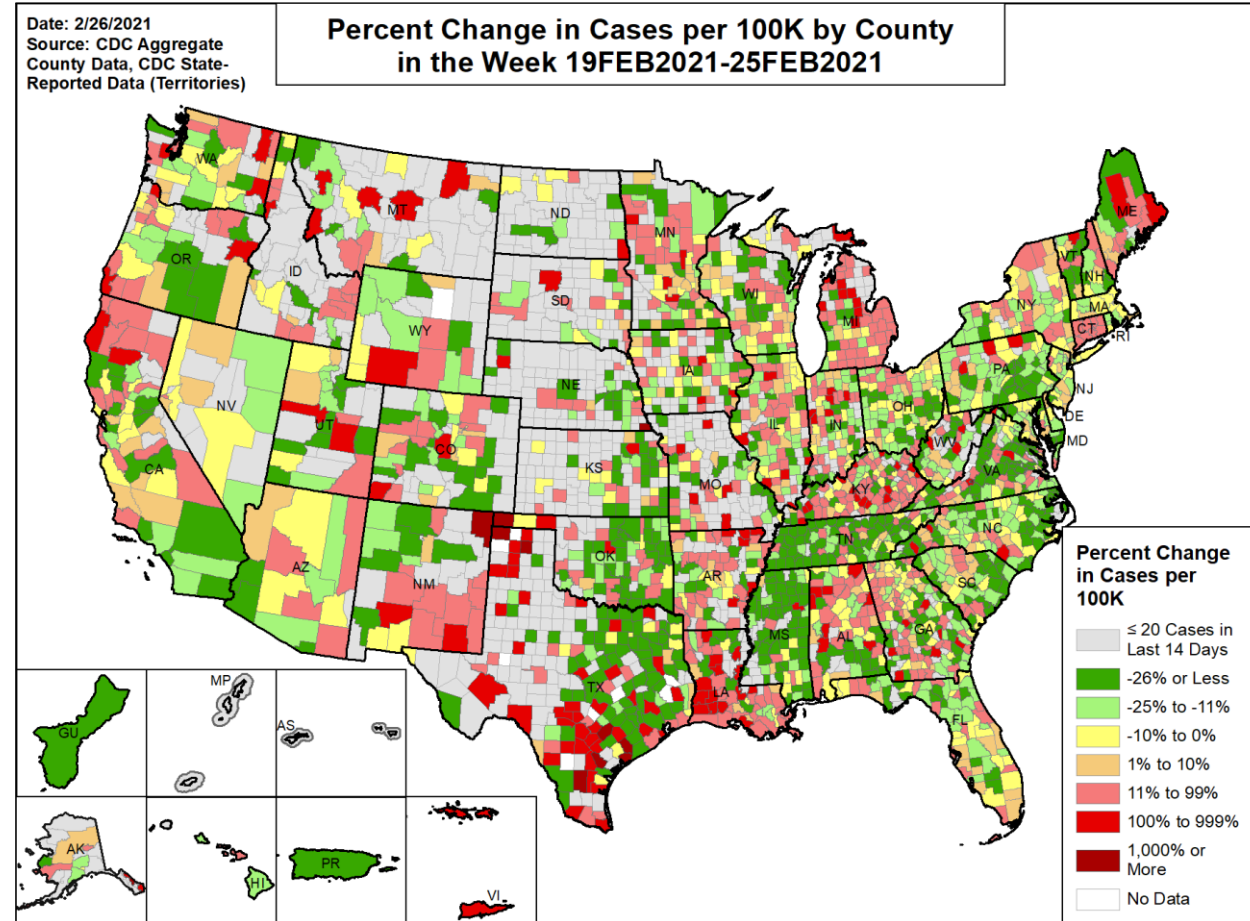 Date: 2/26/2021
Source: CDC Aggregate
County Data, CDC State-
Reported Data (Territories)
Percent Change in Cases per 100K by County
in the Week 19FEB2021-25FEB2021
WA
MT
ND
MN
ME
OR
ID
SD
WI
MI
VT
NH
NY
MA
CT
RI
WY
IA
NE
PA
NJ
NV
UT
CO
IL
IN
OH
DE
MD
WV
CA
KS
MO
KY
VA
AZ
NM
OK
AR
TN
NC
SC
MS
AL
GA
TX
LA
FL
GU
MP
AS
AK
HI
PR
VI
Percent Change
in Cases per
100K
≤ 20 Cases in
Last 14 Days
-26% or Less
-25% to -11%
-10% to 0%
1% to 10%
11% to 99%
100% to 999%
1,000% or
More
No Data